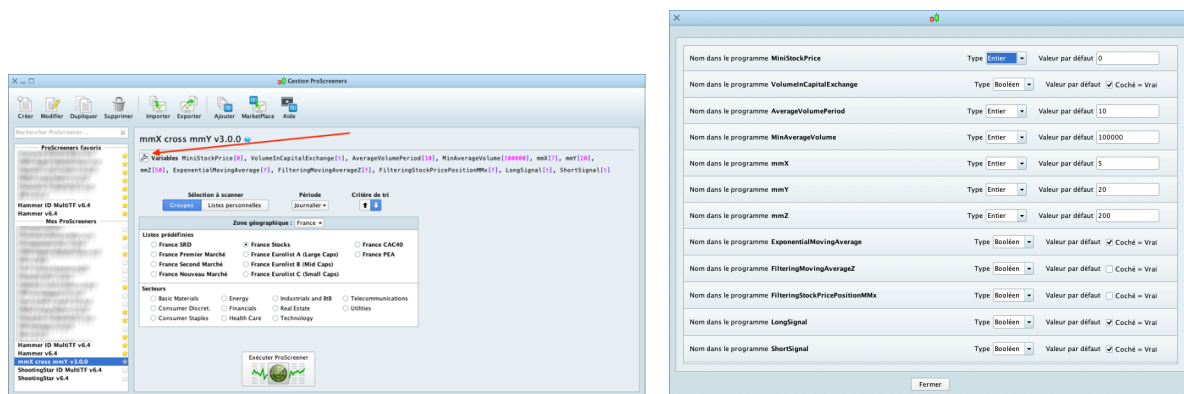 Gestion ProScreeners
Créer Modifier Dupliquer Supprimer Importer Exporter Ajouter MarketPlace Aide
Rechercher ProScreener ...
ProScreeners favoris
Hammer ID MultiTF v6.4
Hammer v6.4
Mes ProScreeners
Hammer ID MultiTF v6.4
Hammer v6.4
mmX cross mmY v3.0.0
ShootingStar ID MultiTF v6.4
ShootingStar v6.4
mmX cross mmY v3.0.0
Variables MiniStockPrice[0], VolumeInCapitalExchange[t], AverageVolumePeriod[10], MinAverageVolume[100000], mmX[7], mmY[20],
mmZ[50], ExponentialMovingAverage[f], FilteringMovingAverageZ[f], FilteringStockPricePositionMMx[f], LongSignal[t], ShortSignal[t]
Sélection à scanner Période Critère de tri
Groupes Listes personnelles Journalier
Zone géographique : France
Listes prédéfinies
France SRD France Stocks France CAC40
France Premier Marché France Eurolist A (Large Caps) France PEA
France Second Marché France Eurolist B (Mid Caps)
France Nouveau Marché France Eurolist C (Small Caps)
Secteurs
Basic Materials Energy Industrials and BtB Telecommunications
Consumer Discret. Financials Real Estate Utilities
Consumer Staples Health Care Technology
Exécuter ProScreener
Nom dans le programme MiniStockPrice Type Entier Valeur par défaut 0
Nom dans le programme VolumeInCapitalExchange Type Booléen Valeur par défaut Coché = Vrai
Nom dans le programme AverageVolumePeriod Type Entier Valeur par défaut 10
Nom dans le programme MinAverageVolume Type Entier Valeur par défaut 100000
Nom dans le programme mmX Type Entier Valeur par défaut 5
Nom dans le programme mmY Type Entier Valeur par défaut 20
Nom dans le programme mmZ Type Entier Valeur par défaut 200
Nom dans le programme ExponentialMovingAverage Type Booléen Valeur par défaut Coché = Vrai
Nom dans le programme FilteringMovingAverageZ Type Booléen Valeur par défaut Coché = Vrai
Nom dans le programme FilteringStockPricePositionMMx Type Booléen Valeur par défaut Coché = Vrai
Nom dans le programme LongSignal Type Booléen Valeur par défaut Coché = Vrai
Nom dans le programme ShortSignal Type Booléen Valeur par défaut Coché = Vrai
Fermer